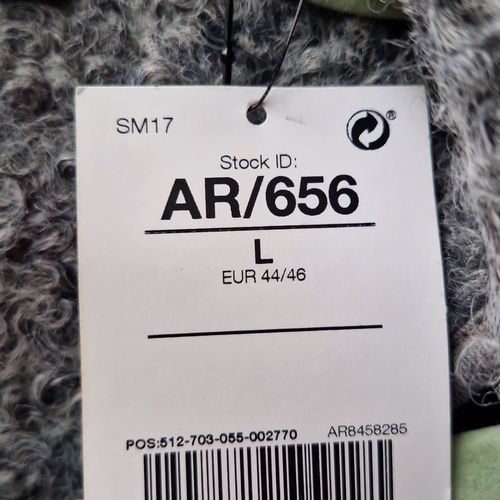 SM17
®
Stock ID:
AR/656
L
EUR 44/46
POS:512-703-055-002770 AR8458285